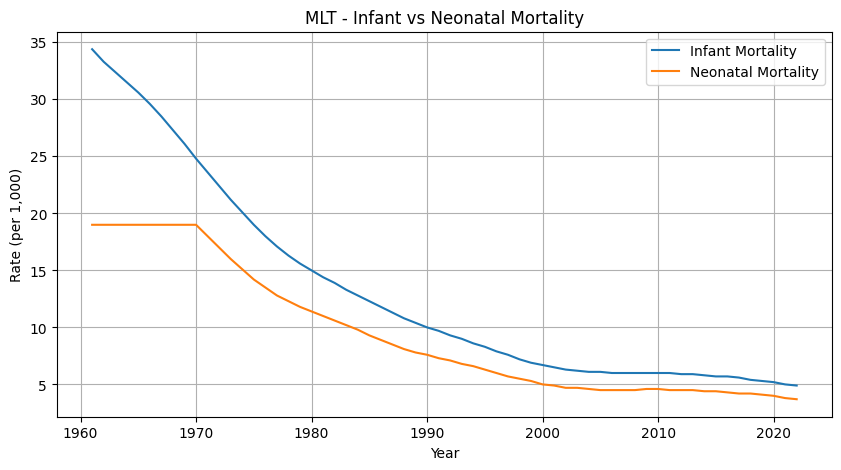 MLT - Infant vs Neonatal Mortality
Infant Mortality
Neonatal Mortality
Rate (per 1,000)
35
30
25
20
15
10
5
1960 1970 1980 1990 2000 2010 2020
Year